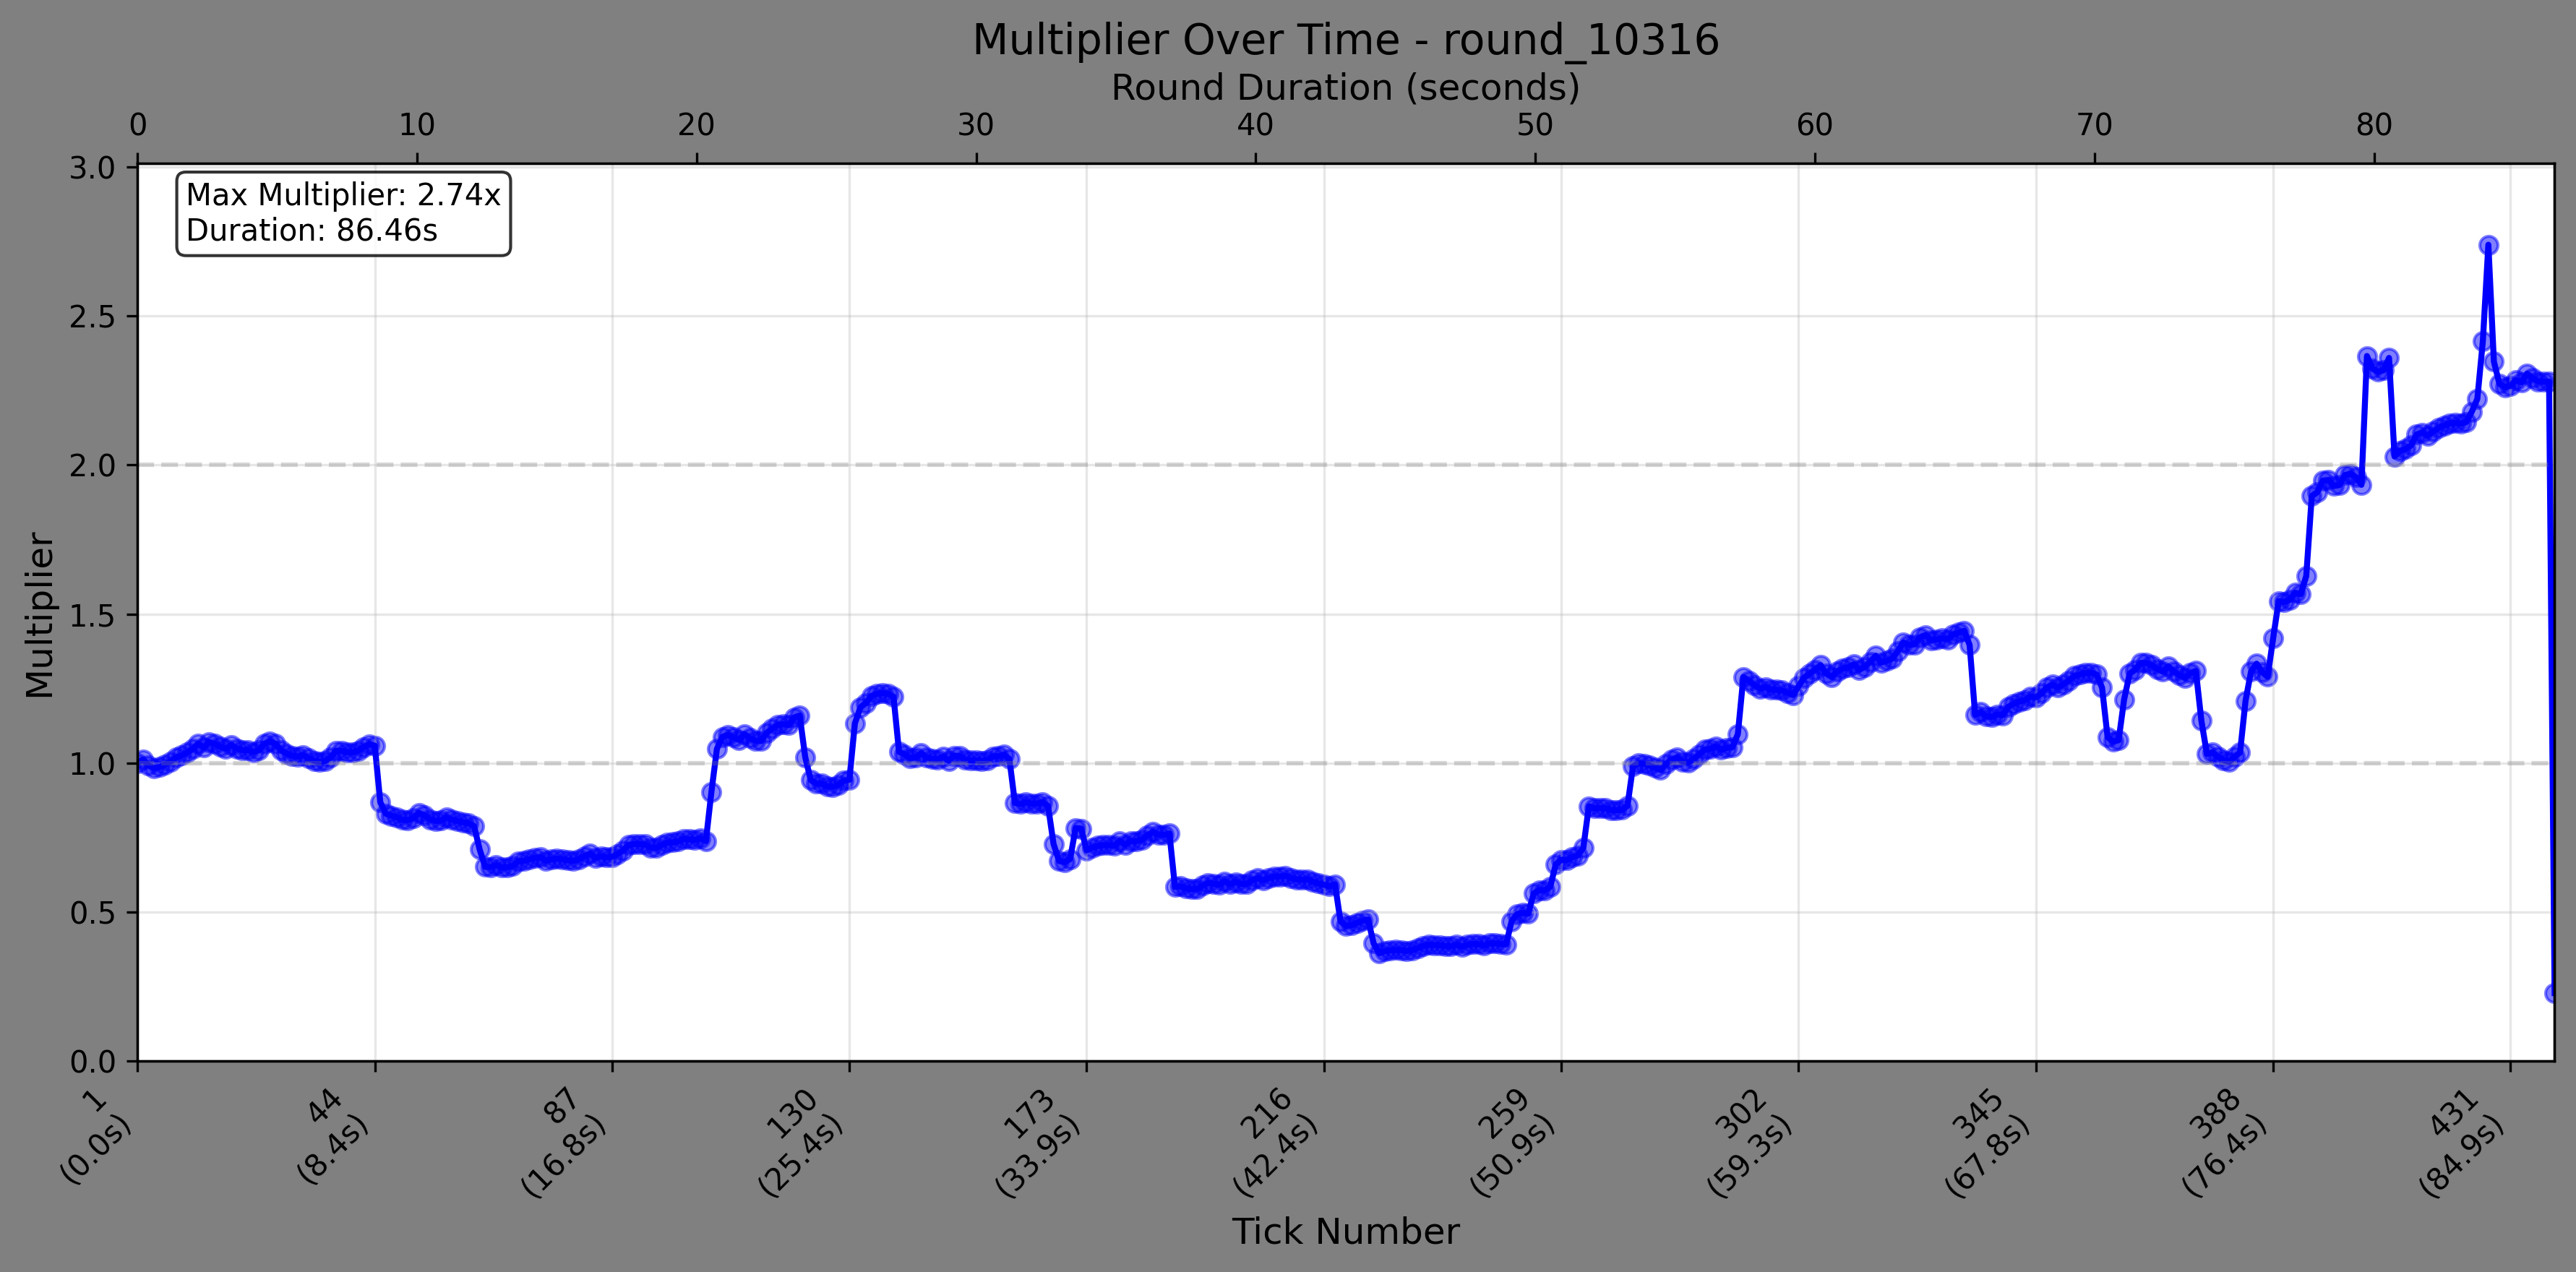 Multiplier Over Time - round_10316
Round Duration (seconds)
0 10 20 30 40 50 60 70 80
Max Multiplier: 2.74x
Duration: 86.46s
Multiplier
3.0
2.5
2.0
1.5
1.0
0.5
0.0
1
(0.0s)
44
(8.4s)
87
(16.8s)
130
(25.4s)
173
(33.9s)
216
(42.4s)
259
(50.9s)
302
(59.3s)
345
(67.8s)
388
(76.4s)
431
(84.9s)
Tick Number